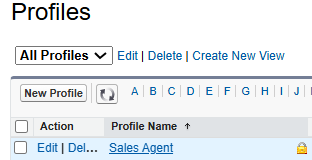 Profiles
All Profiles Edit | Delete | Create New View
New Profile A | B | C | D | E | F | G | H | I | J |
Action Profile Name ↑
Edit | Del... Sales Agent